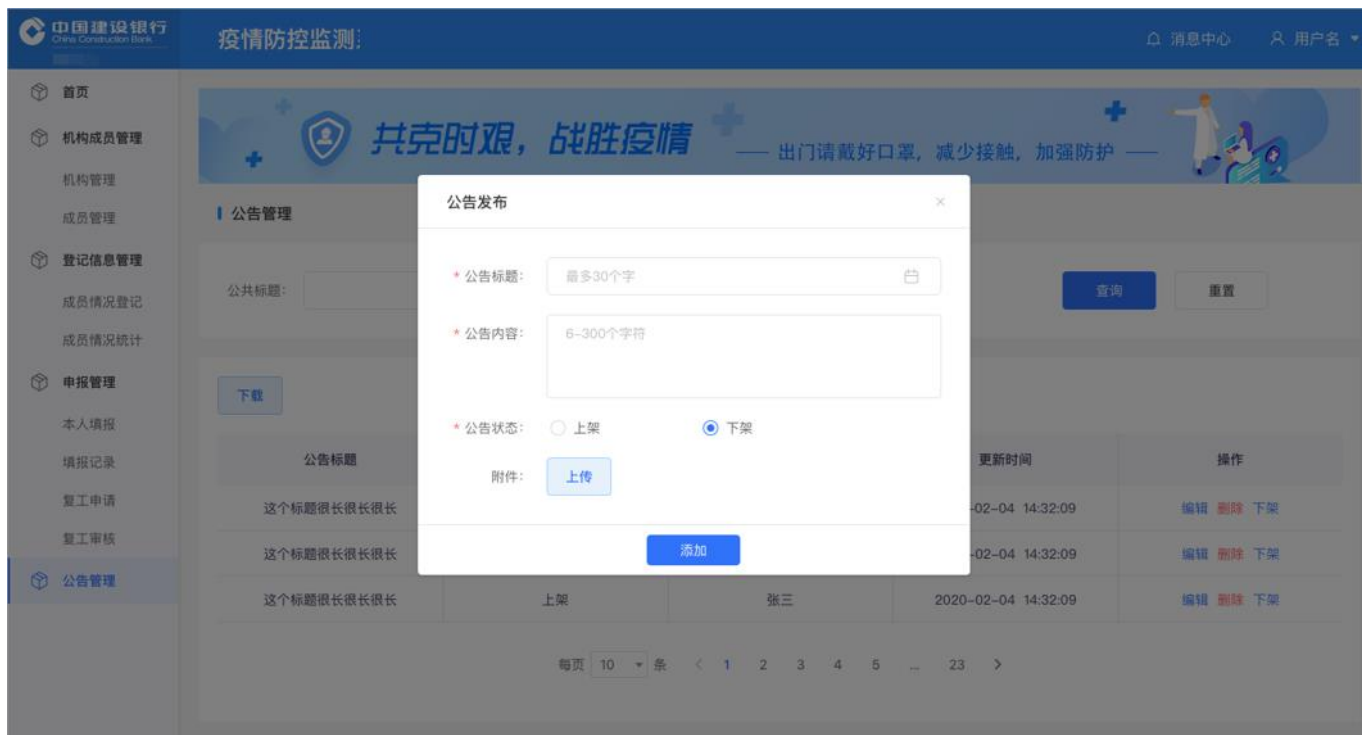 中国建设银行
China Construction Bank
疫情防控监测
消息中心
用户名
首页
机构成员管理
机构管理
成员管理
登记信息管理
成员情况登记
成员情况统计
申报管理
本人填报
填报记录
复工申请
复工审核
公告管理
共克时艰，战胜疫情
出门请戴好口罩，减少接触，加强防护
公告管理
公共标题：
查询
重置
下载
公告标题 更新时间 操作
这个标题很长很长很长 -02-04 14:32:09 编辑 删除 下架
这个标题很长很长很长 -02-04 14:32:09 编辑 删除 下架
这个标题很长很长很长 上架 张三 2020-02-04 14:32:09 编辑 删除 下架
每页 10 条 < 1 2 3 4 5 ... 23 >
公告发布 ×
* 公告标题： 最多30个字
* 公告内容： 6-300个字符
* 公告状态： 上架 下架
附件： 上传
添加